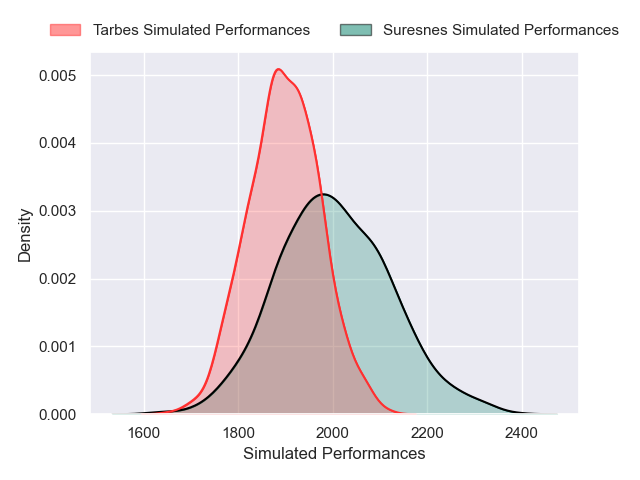 Tarbes Simulated Performances
Suresnes Simulated Performances
0.005
0.004
0.003
0.002
0.001
0.000
Density
1600
1800
2000
2200
2400
Simulated Performances